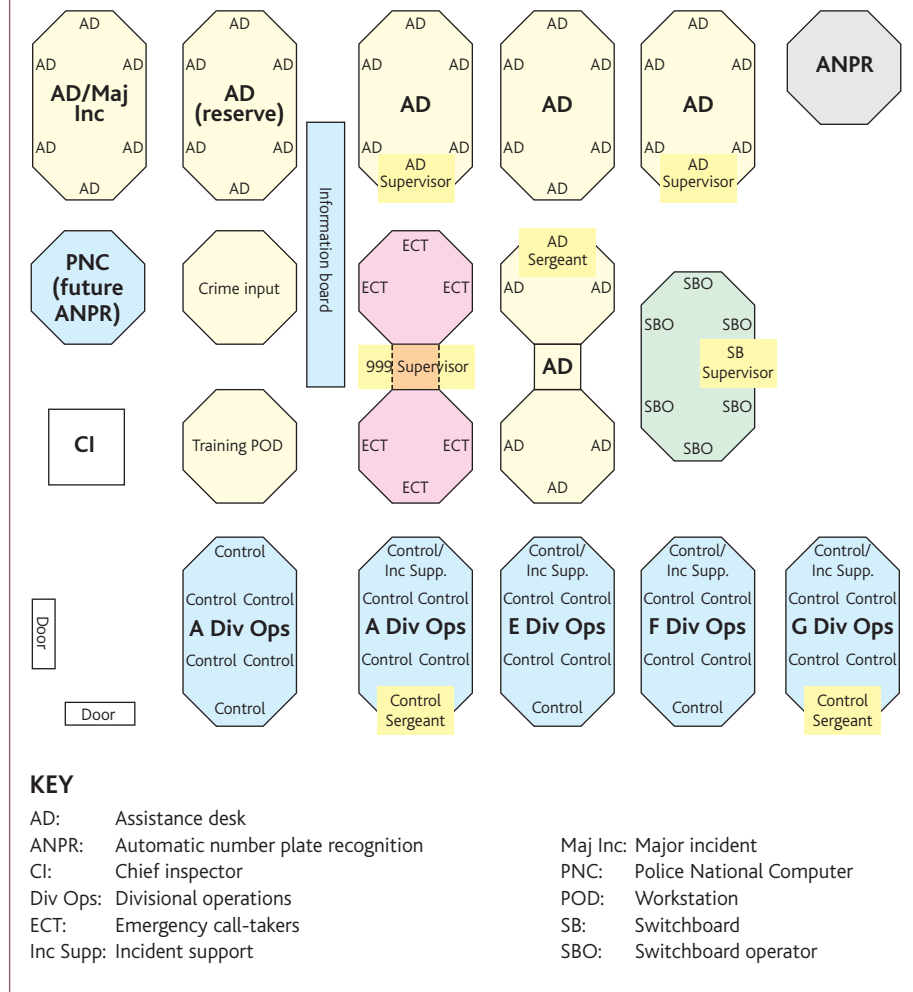 AD
AD AD
AD/Maj
Inc
AD AD
AD
AD
AD AD
AD
(reserve)
AD AD
AD
AD
AD AD
AD
AD AD
AD
Supervisor
AD
AD AD
AD
AD AD
AD
AD
AD AD
AD
AD AD
AD
Supervisor
ANPR
Information board
PNC
(future
ANPR)
Crime input
ECT
ECT ECT
999 Supervisor
ECT ECT
ECT
AD
Sergeant
AD AD
AD
AD AD
AD
SBO
SBO SBO
SB
Supervisor
SBO SBO
SBO
CI
Training POD
Door
Door
Control
Control Control
A Div Ops
Control Control
Control
Control/
Inc Supp.
Control Control
A Div Ops
Control Control
Control
Sergeant
Control/
Inc Supp.
Control Control
E Div Ops
Control Control
Control
Control/
Inc Supp.
Control Control
F Div Ops
Control Control
Control
Control/
Inc Supp.
Control Control
G Div Ops
Control Control
Control
Sergeant
KEY
AD: Assistance desk
ANPR: Automatic number plate recognition
CI: Chief inspector
Div Ops: Divisional operations
ECT: Emergency call-takers
Inc Supp: Incident support
Maj Inc: Major incident
PNC: Police National Computer
POD: Workstation
SB: Switchboard
SBO: Switchboard operator